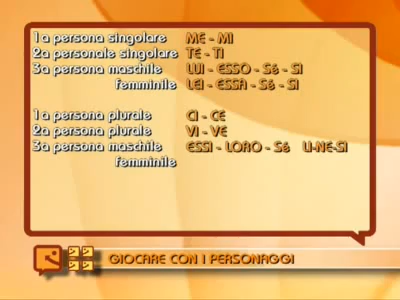 1a persona singolare ME - MI
2a personale singolare TE - TI
3a persona maschile LUI - ESSO - Sé - SI
femminile LEI - ESSA - Sé - SI
1a persona plurale CI - CE
2a persona plurale VI - VE
3a persona maschile ESSI - LORO - Sé LI-NE-SI
femminile
GIOCARE CON I PERSONAGGI